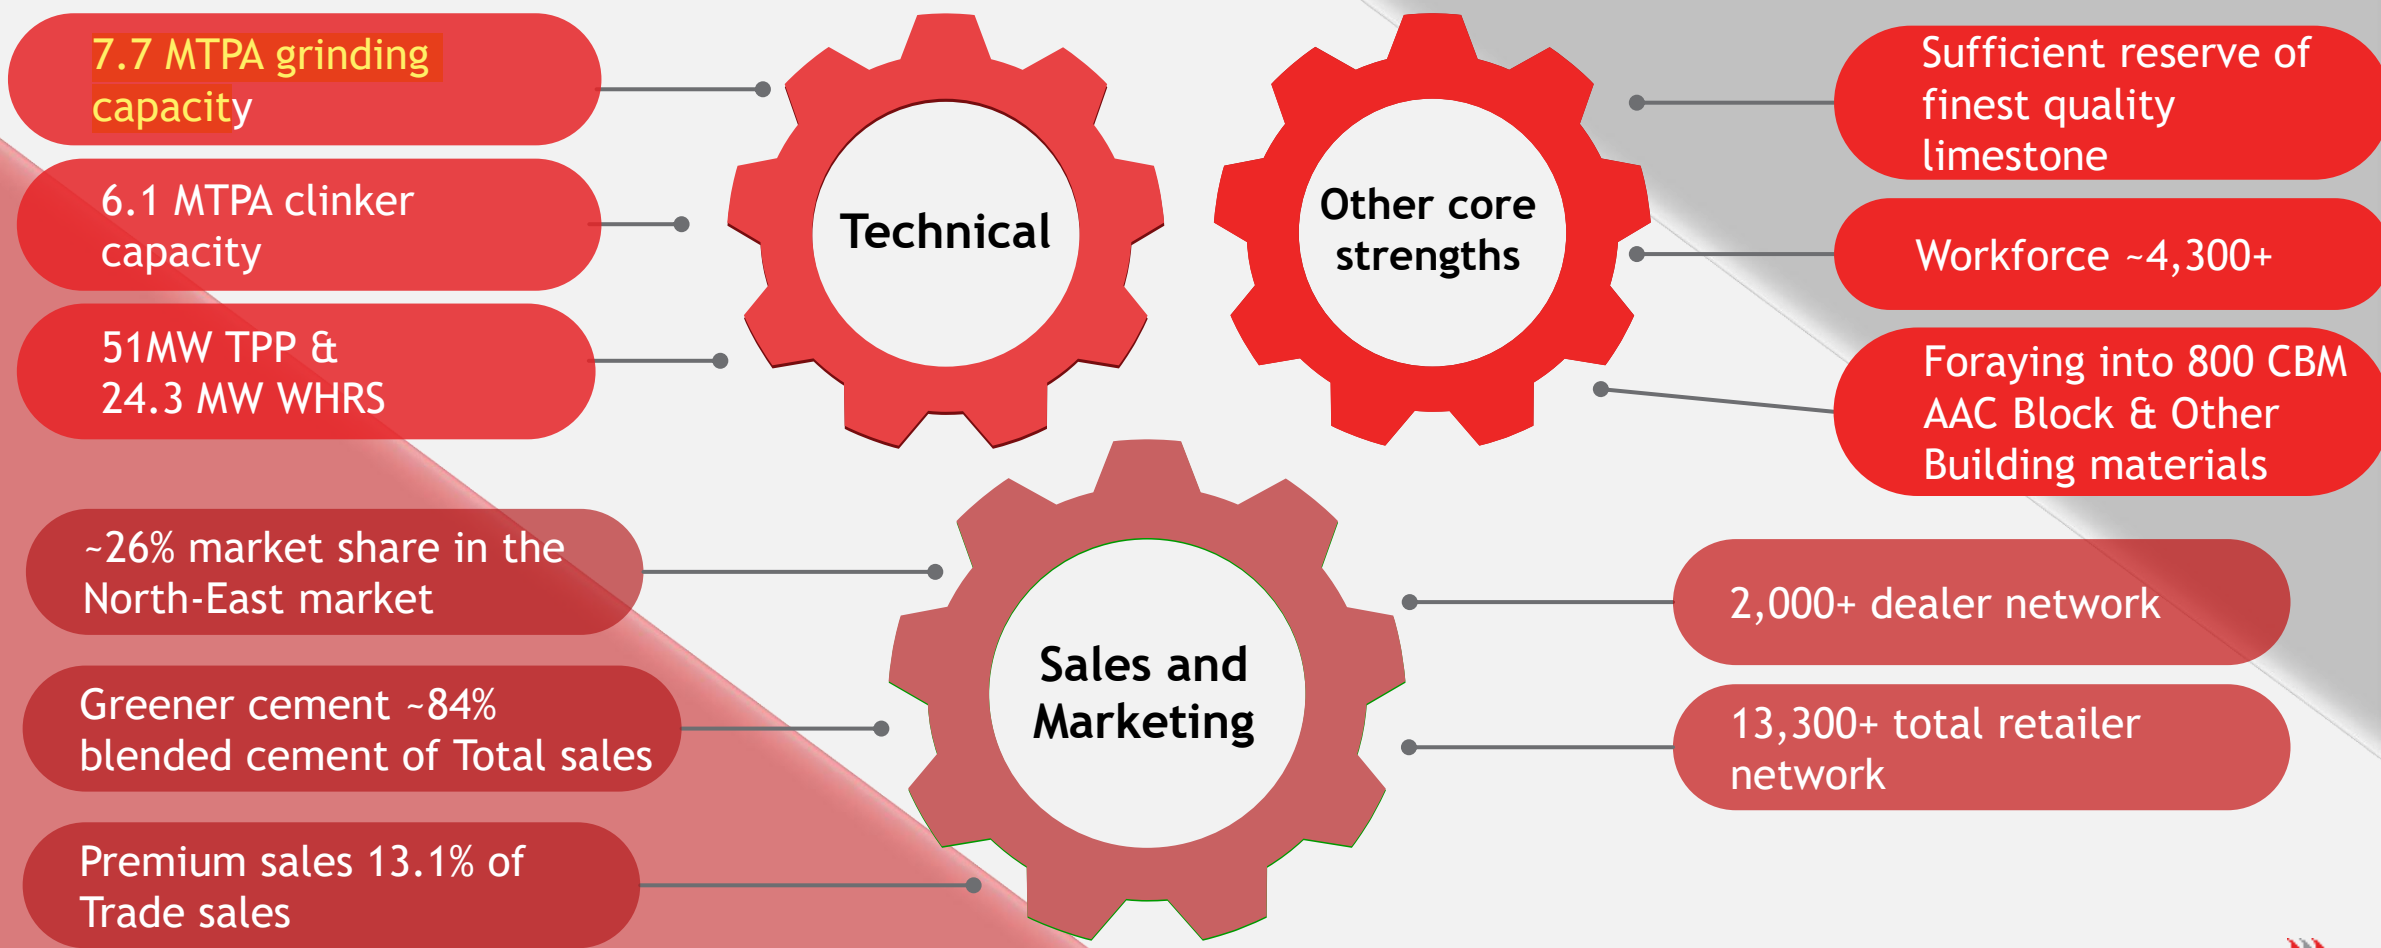 7.7 MTPA grinding
capacity
6.1 MTPA clinker
capacity
51MW TPP &
24.3 MW WHRS
Technical
Other core
strengths
Sufficient reserve of
finest quality
limestone
Workforce ~4,300+
Foraying into 800 CBM
AAC Block & Other
Building materials
~26% market share in the
North-East market
Greener cement ~84%
blended cement of Total sales
Premium sales 13.1% of
Trade sales
Sales and
Marketing
2,000+ dealer network
13,300+ total retailer
network